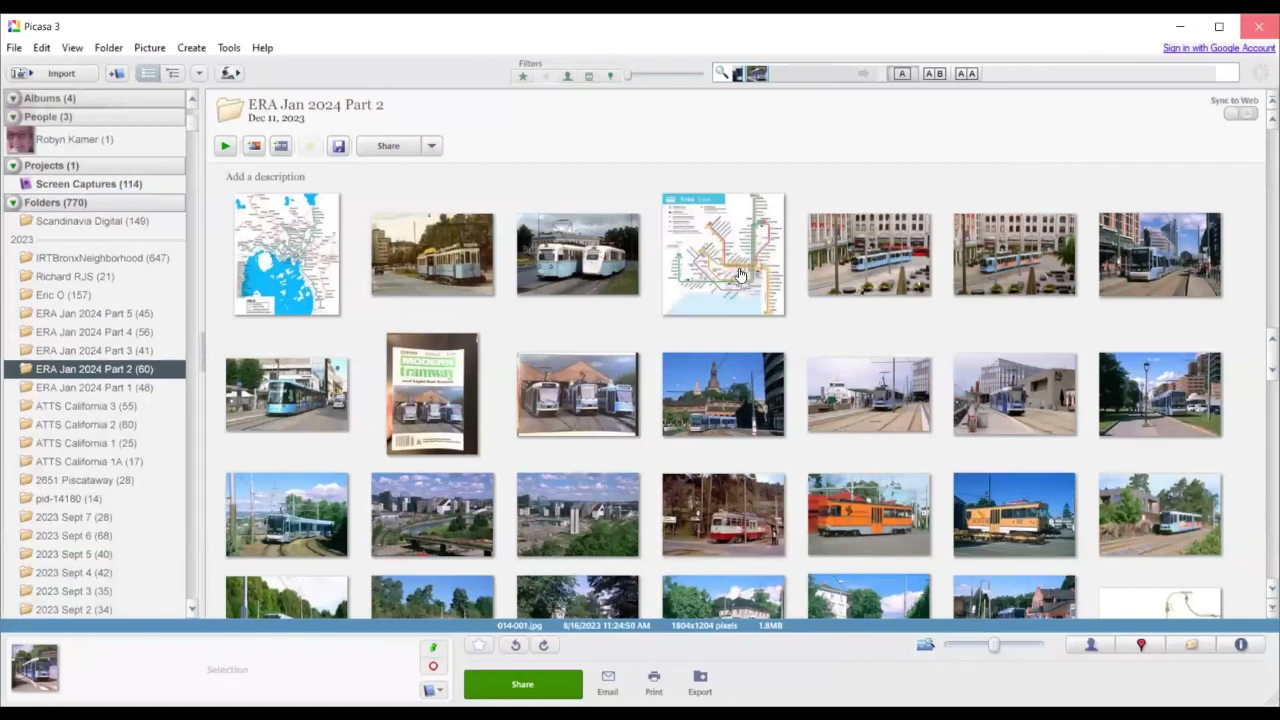 Picasa 3
File Edit View Folder Picture Create Tools Help
Sign in with Google Account
Import
Filters
A AB AA
Albums (4)
People (3)
Robyn Kamer (1)
Projects (1)
Screen Captures (114)
Folders (770)
Scandinavia Digital (149)
2023
IRTBronxNeighborhood (647)
Richard RJS (21)
Eric O (157)
ERA Jan 2024 Part 5 (45)
ERA Jan 2024 Part 4 (56)
ERA Jan 2024 Part 3 (41)
ERA Jan 2024 Part 2 (60)
ERA Jan 2024 Part 1 (48)
ATTS California 3 (55)
ATTS California 2 (60)
ATTS California 1 (25)
ATTS California 1A (17)
2651 Piscataway (28)
pid-14180 (14)
2023 Sept 7 (28)
2023 Sept 6 (68)
2023 Sept 5 (40)
2023 Sept 4 (42)
2023 Sept 3 (35)
2023 Sept 2 (34)
ERA Jan 2024 Part 2
Dec 11, 2023
Sync to Web
Share
Add a description
MODERN
tramway
014-001.jpg 8/16/2023 11:24:50 AM 1804x1204 pixels 1.8MB
Selection
Share
Email Print Export